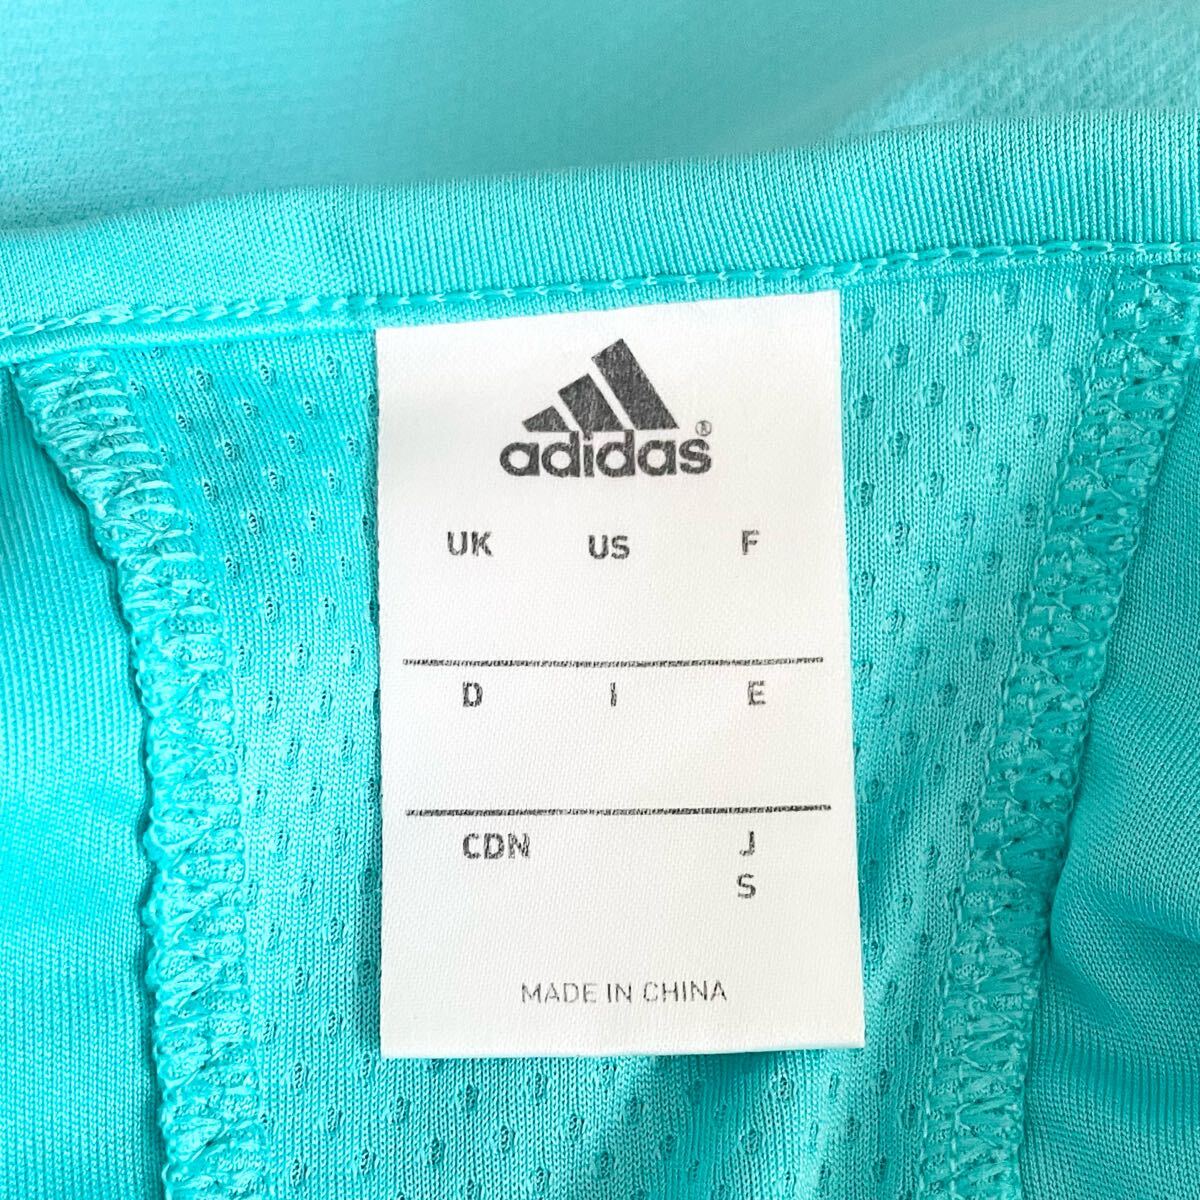 adidas®
UK US F
D I E
CDN J
S
MADE IN CHINA